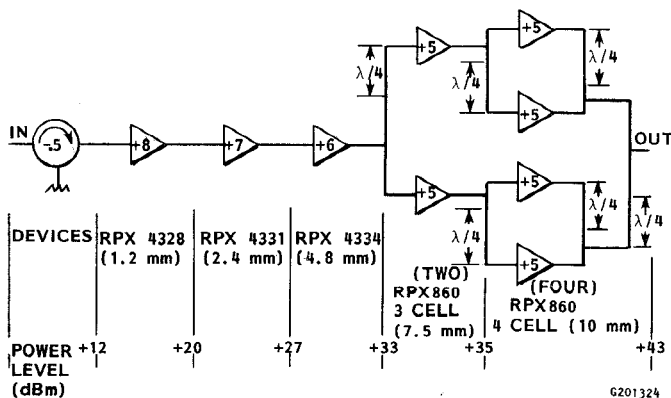 +5
+5
λ/4
λ/4
λ/4
+5
IN
-.5
+8
+7
+6
OUT
+5
+5
λ/4
λ/4
λ/4
+5
DEVICES
RPX 4328
(1.2 mm)
RPX 4331
(2.4 mm)
RPX 4334
(4.8 mm)
(TWO)
RPX860
3 CELL
(7.5 mm)
(FOUR)
RPX860
4 CELL (10 mm)
POWER
LEVEL
(dBm)
+12
+20
+27
+33
+35
+43
G201324